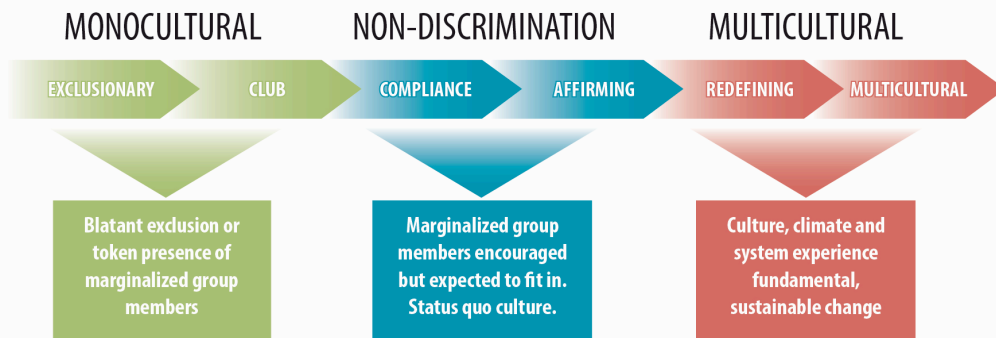 MONOCULTURAL
NON-DISCRIMINATION
MULTICULTURAL
EXCLUSIONARY
CLUB
COMPLIANCE
AFFIRMING
REDEFINING
MULTICULTURAL
Blatant exclusion or
token presence of
marginalized group
members
Marginalized group
members encouraged
but expected to fit in.
Status quo culture.
Culture, climate and
system experience
fundamental,
sustainable change